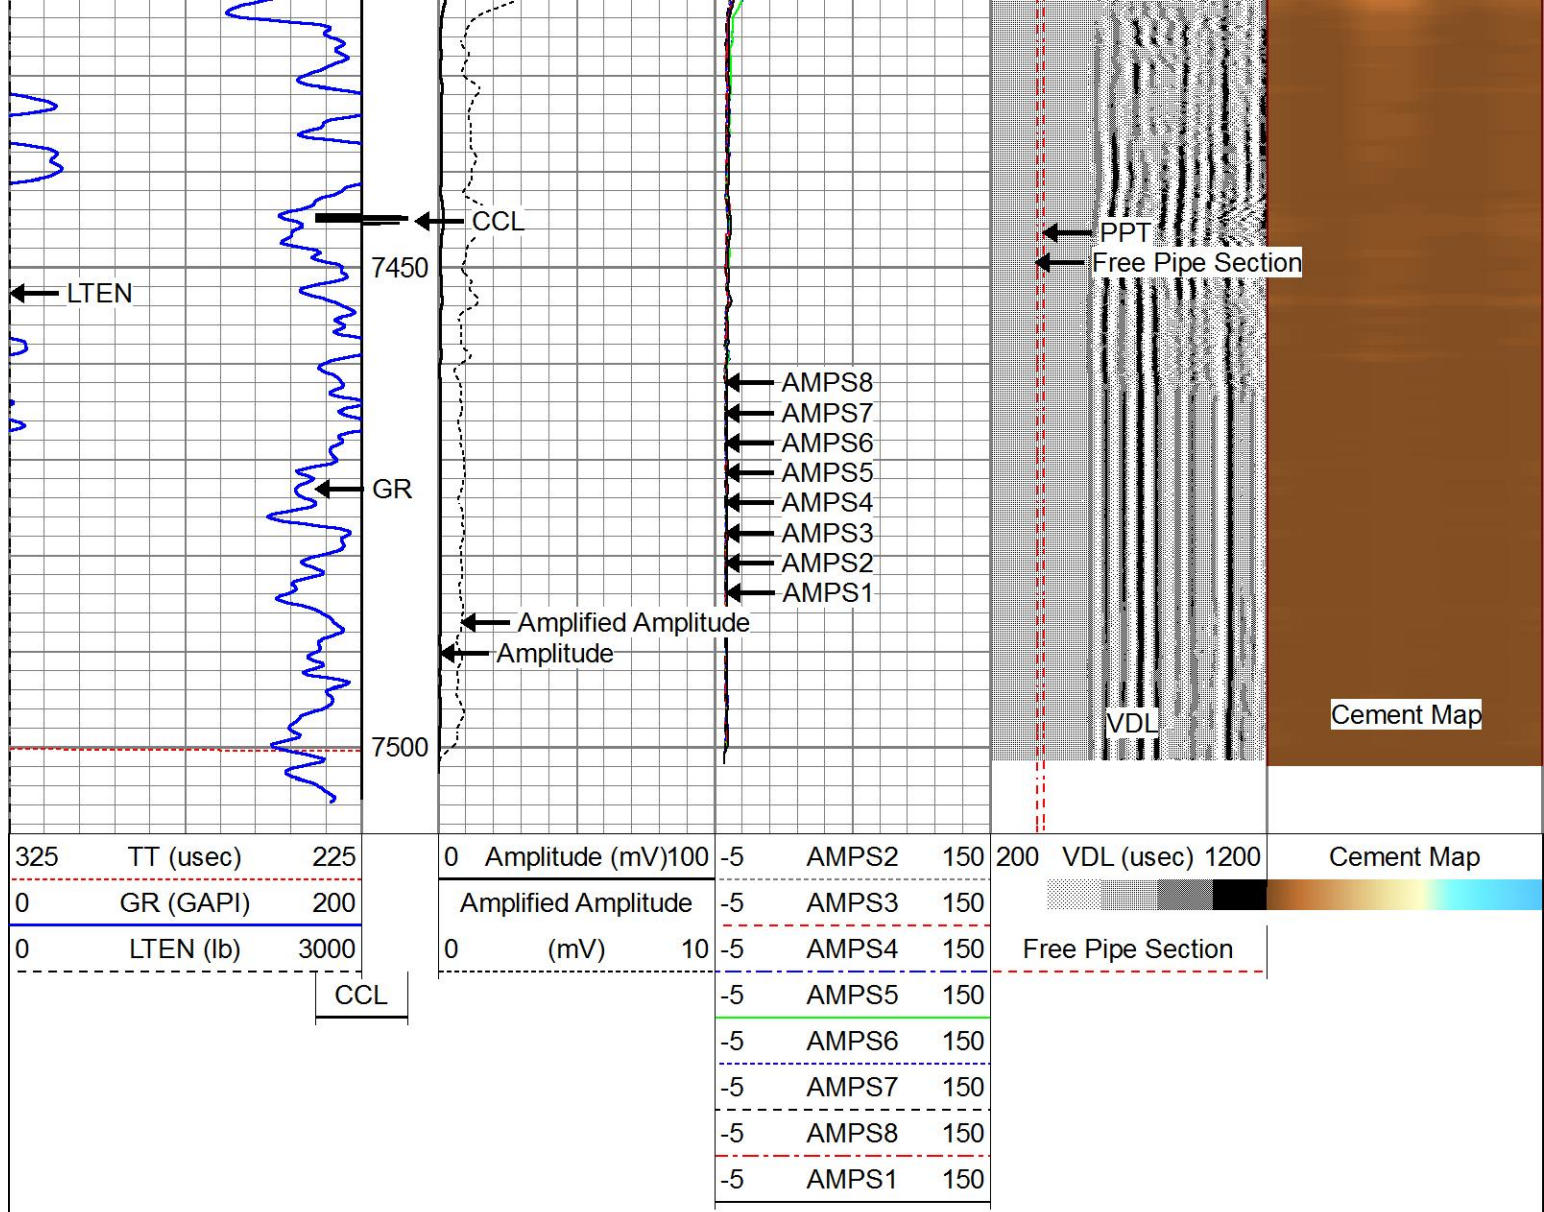 CCL
PPT
Free Pipe Section
7450
LTEN
AMPS8
AMPS7
AMPS6
AMPS5
GR
AMPS4
AMPS3
AMPS2
AMPS1
Amplified Amplitude
Amplitude
VDL
Cement Map
7500
325 TT (usec) 225
0 GR (GAPI) 200
0 LTEN (lb) 3000
CCL
0 Amplitude (mV) 100
Amplified Amplitude
0 (mV) 10
-5 AMPS2 150
-5 AMPS3 150
-5 AMPS4 150
-5 AMPS5 150
-5 AMPS6 150
-5 AMPS7 150
-5 AMPS8 150
-5 AMPS1 150
200 VDL (usec) 1200
Free Pipe Section
Cement Map